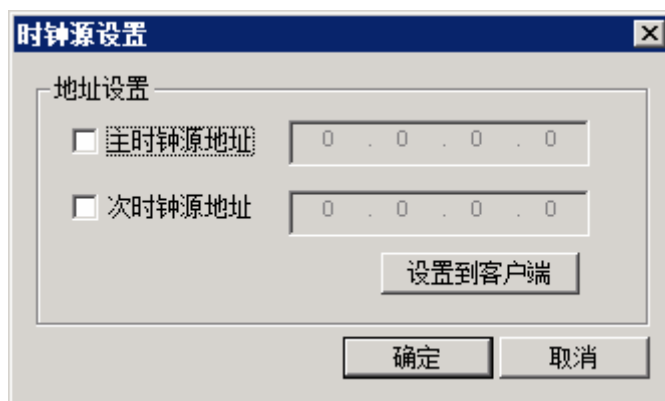 时钟源设置
地址设置
主时钟源地址 0 . 0 . 0 . 0
次时钟源地址 0 . 0 . 0 . 0
设置到客户端
确定 取消